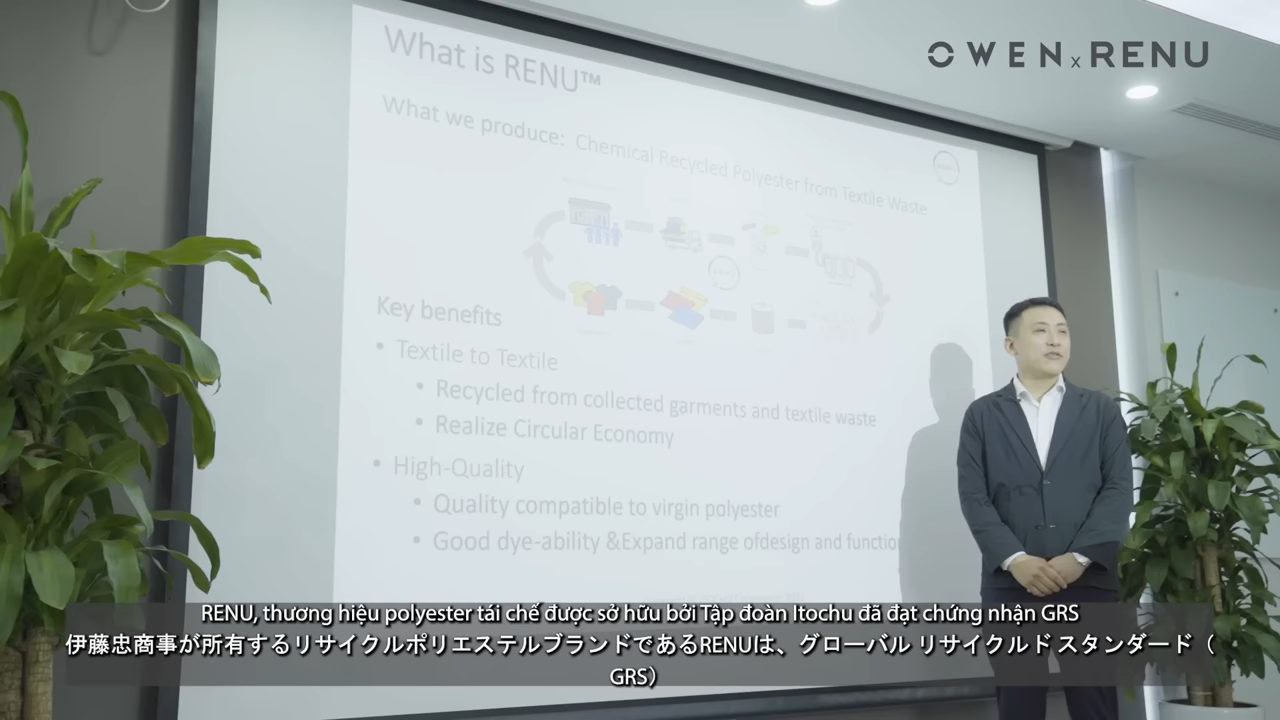 OWEN x RENU
What is RENU™
What we produce: Chemical Recycled Polyester from Textile Waste
Key benefits
• Textile to Textile
• Recycled from collected garments and textile waste
• Realize Circular Economy
• High-Quality
• Quality compatible to virgin polyester
• Good dye-ability &Expand range ofdesign and function
RENU, thương hiệu polyester tái chế được sở hữu bởi Tập đoàn Itochu đã đạt chứng nhận GRS
伊藤忠商事が所有するリサイクルポリエステルブランドであるRENUは、グローバル リサイクルド スタンダード（
GRS）